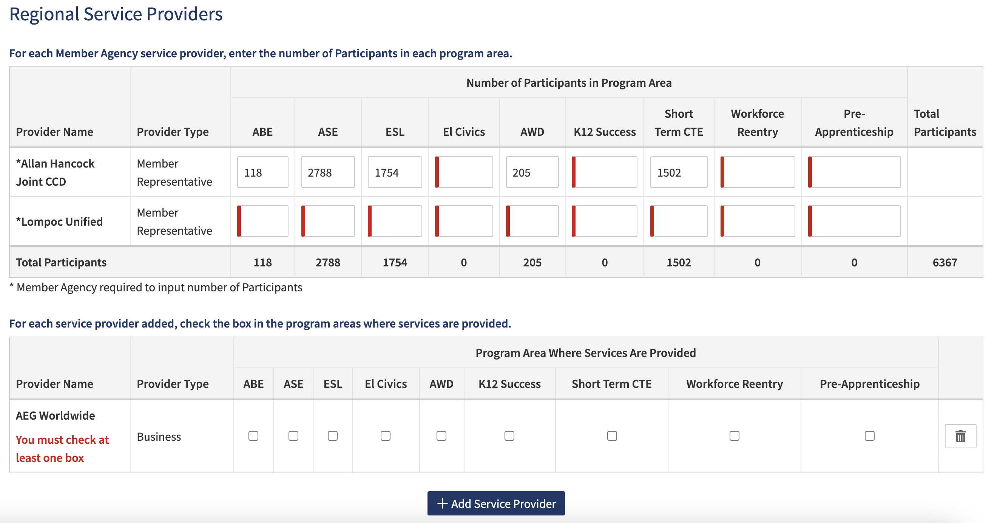 Regional Service Providers
For each Member Agency service provider, enter the number of Participants in each program area.
Number of Participants in Program Area
Provider Name Provider Type ABE ASE ESL El Civics AWD K12 Success Short Term CTE Workforce Reentry Pre-Apprenticeship Total Participants
*Allan Hancock Joint CCD Member Representative 118 2788 1754 205 1502
*Lompoc Unified Member Representative
Total Participants 118 2788 1754 0 205 0 1502 0 0 6367
* Member Agency required to input number of Participants
For each service provider added, check the box in the program areas where services are provided.
Program Area Where Services Are Provided
Provider Name Provider Type ABE ASE ESL El Civics AWD K12 Success Short Term CTE Workforce Reentry Pre-Apprenticeship
AEG Worldwide
You must check at
least one box
Business
+ Add Service Provider